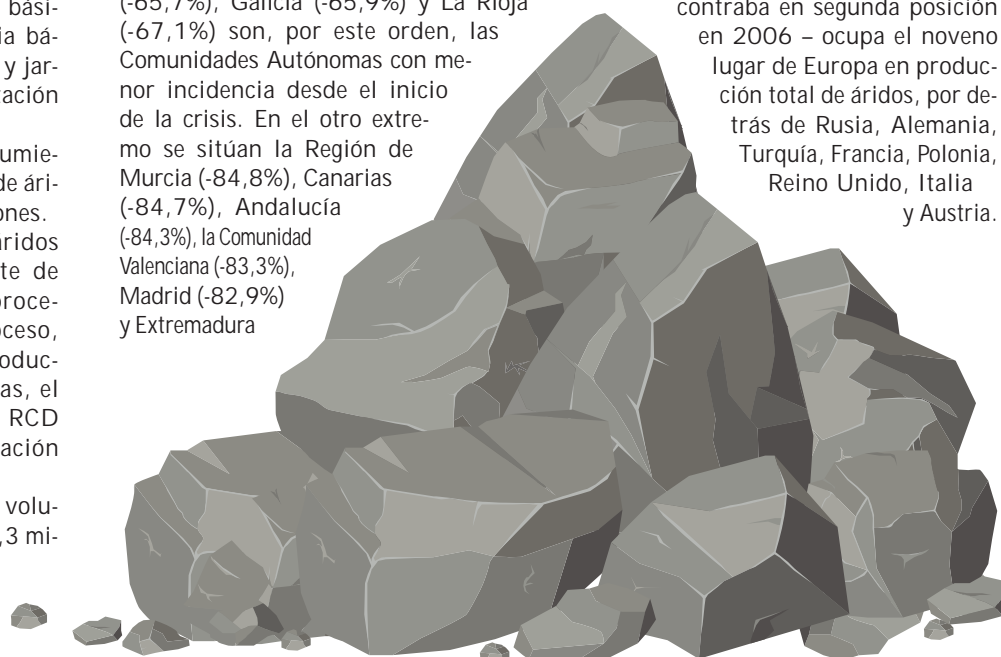 bási-
ia bá-
y jar-
tación
umie-
de ári-
ones.
áridos
te de
proce-
oceso,
oduc-
as, el
RCD
ación
volu-
,3 mi-
(-65,7%), Galicia (-65,9%) y La Rioja
(-67,1%) son, por este orden, las
Comunidades Autónomas con me-
nor incidencia desde el inicio
de la crisis. En el otro extre-
mo se sitúan la Región de
Murcia (-84,8%), Canarias
(-84,7%), Andalucía
(-84,3%), la Comunidad
Valenciana (-83,3%),
Madrid (-82,9%)
y Extremadura
contraba en segunda posición
en 2006 – ocupa el noveno
lugar de Europa en produc-
ción total de áridos, por de-
trás de Rusia, Alemania,
Turquía, Francia, Polonia,
Reino Unido, Italia
y Austria.